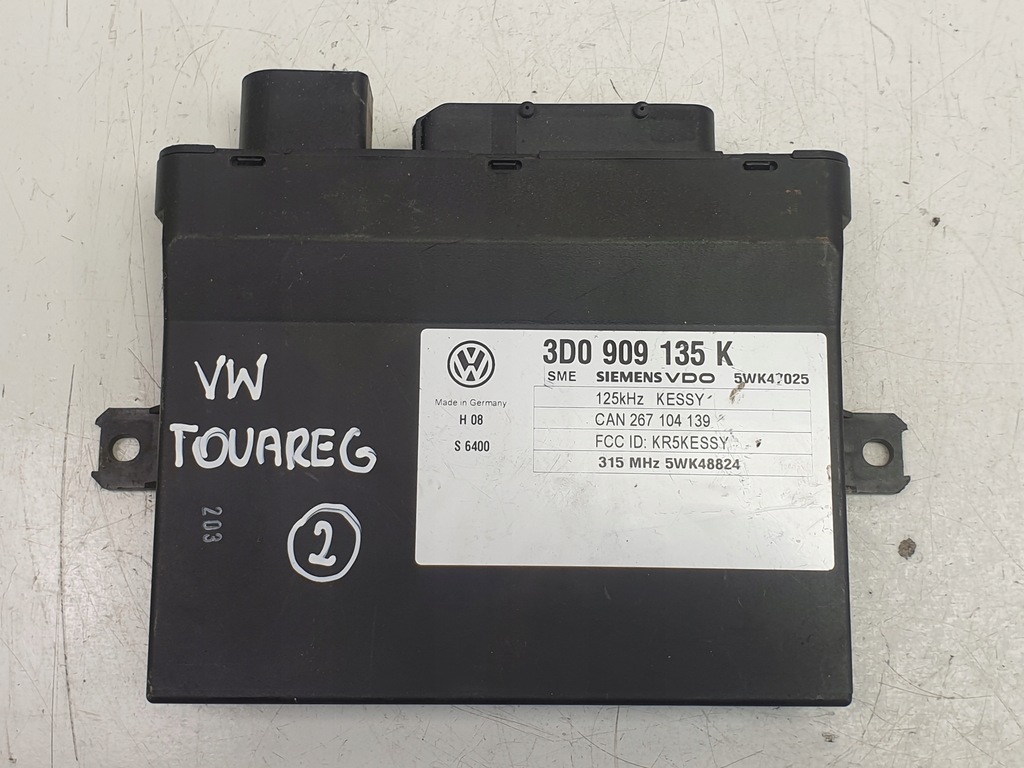 VW
TOUAREG
2
203
VW
Made in Germany
H 08
S 6400
3D0 909 135 K
SME SIEMENS VDO 5WK47025
125kHz KESSY
CAN 267 104 139
FCC ID: KR5KESSY
315 MHz 5WK48824